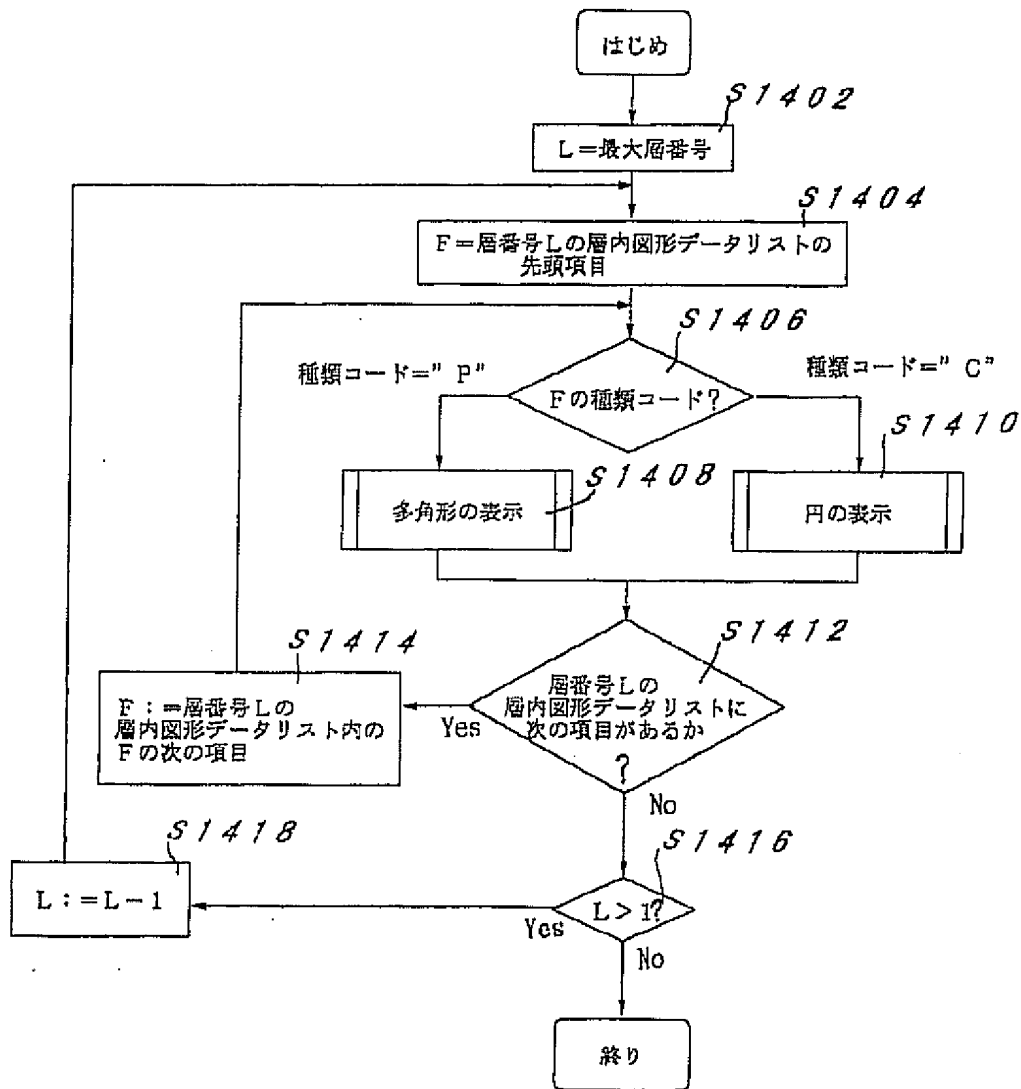 はじめ
S1402
L=最大層番号
S1404
F=層番号Lの層内図形データリストの
先頭項目
S1406
種類コード="P"
種類コード="C"
Fの種類コード?
S1410
S1408
多角形の表示
円の表示
S1412
S1414
層番号Lの
層内図形データリストに
次の項目があるか
?
Yes
F:=層番号Lの
層内図形データリスト内の
Fの次の項目
No
S1418
S1416
L:=L-1
L>1?
Yes
No
終り